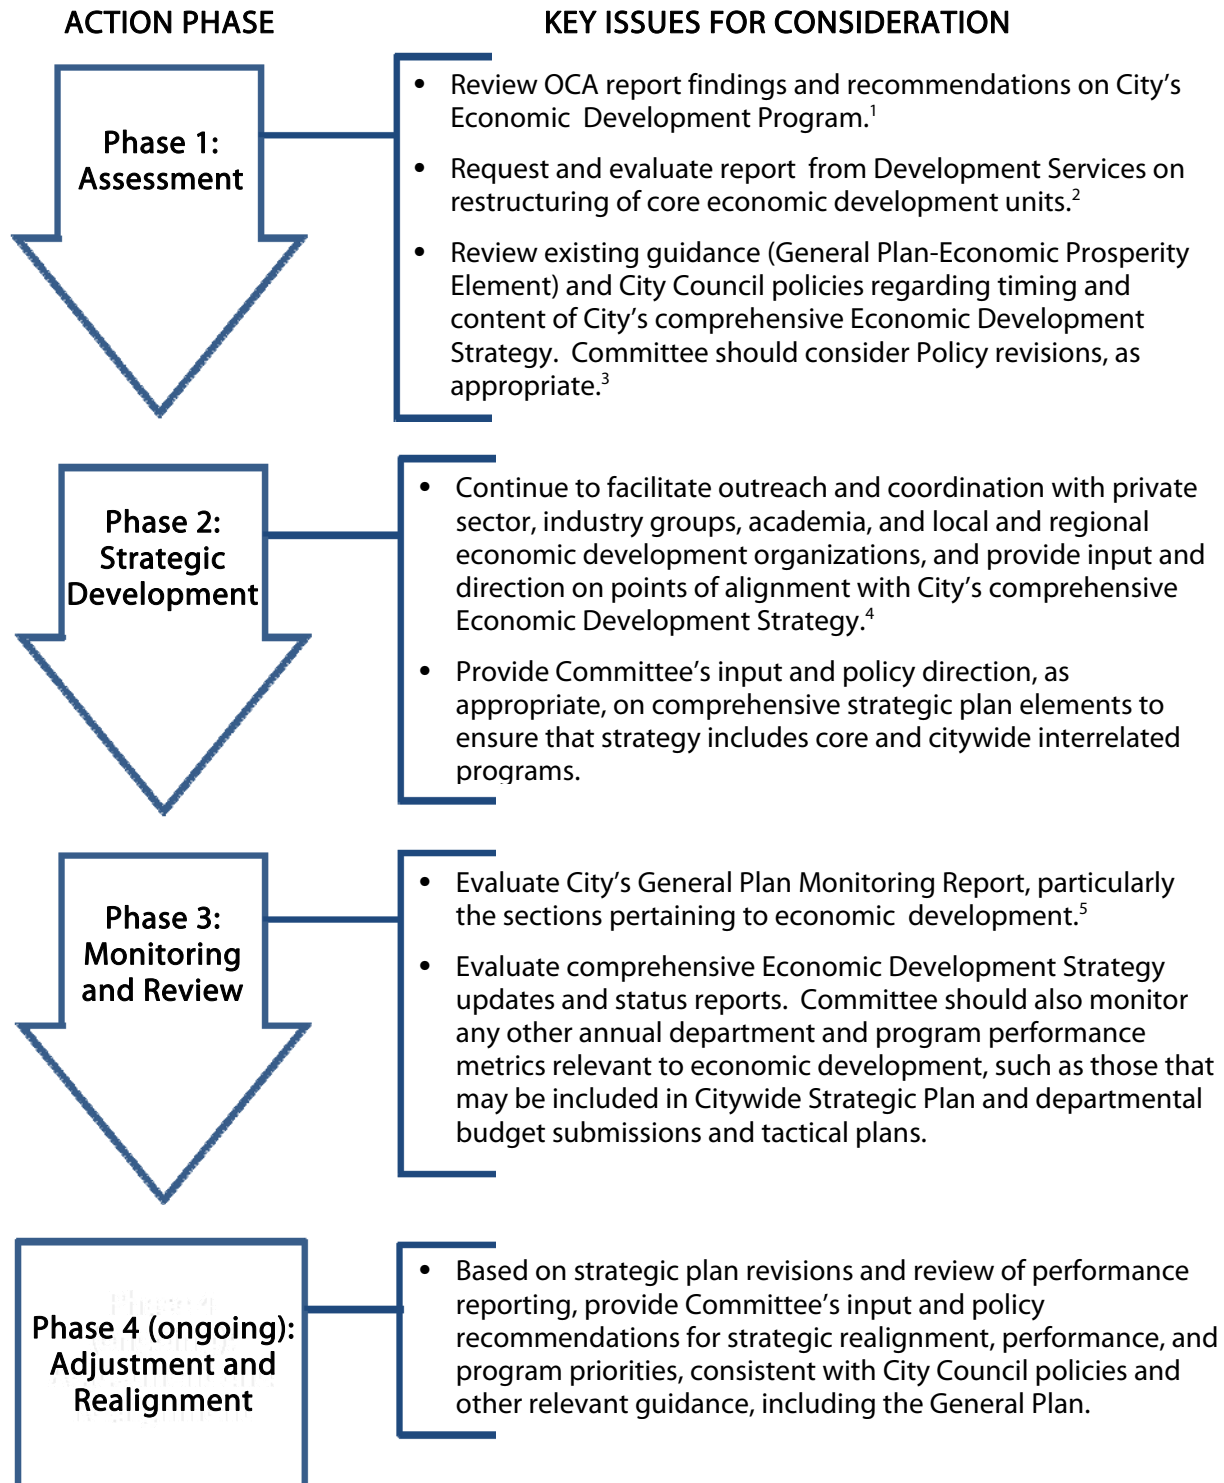 ACTION PHASE
KEY ISSUES FOR CONSIDERATION
Phase 1:
Assessment
• Review OCA report findings and recommendations on City’s
Economic Development Program.1
• Request and evaluate report from Development Services on
restructuring of core economic development units.2
• Review existing guidance (General Plan-Economic Prosperity
Element) and City Council policies regarding timing and
content of City’s comprehensive Economic Development
Strategy. Committee should consider Policy revisions, as
appropriate.3
Phase 2:
Strategic
Development
• Continue to facilitate outreach and coordination with private
sector, industry groups, academia, and local and regional
economic development organizations, and provide input and
direction on points of alignment with City’s comprehensive
Economic Development Strategy.4
• Provide Committee’s input and policy direction, as
appropriate, on comprehensive strategic plan elements to
ensure that strategy includes core and citywide interrelated
programs.
Phase 3:
Monitoring
and Review
• Evaluate City’s General Plan Monitoring Report, particularly
the sections pertaining to economic development.5
• Evaluate comprehensive Economic Development Strategy
updates and status reports. Committee should also monitor
any other annual department and program performance
metrics relevant to economic development, such as those that
may be included in Citywide Strategic Plan and departmental
budget submissions and tactical plans.
Phase 4 (ongoing):
Adjustment and
Realignment
• Based on strategic plan revisions and review of performance
reporting, provide Committee’s input and policy
recommendations for strategic realignment, performance, and
program priorities, consistent with City Council policies and
other relevant guidance, including the General Plan.